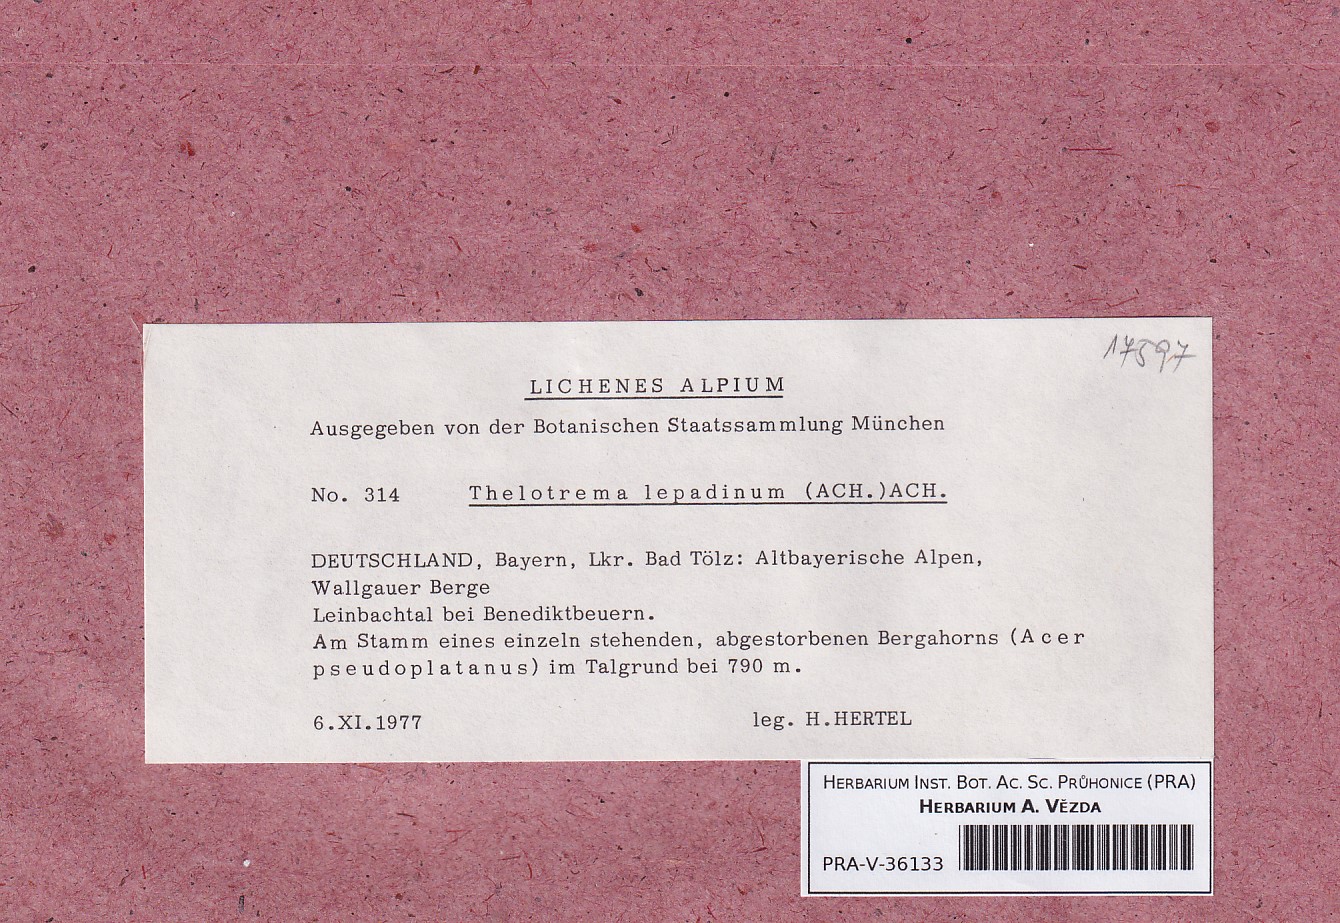 17597
LICHENES ALPIUM
Ausgegeben von der Botanischen Staatssammlung München
No. 314 Thelotrema lepadinum (ACH.)ACH.
DEUTSCHLAND, Bayern, Lkr. Bad Tölz: Altbayerische Alpen,
Wallgauer Berge
Leinbachtal bei Benediktbeuern.
Am Stamm eines einzeln stehenden, abgestorbenen Bergahorns (Acer
pseudoplatanus) im Talgrund bei 790 m.
6.XI.1977 leg. H.HERTEL
HERBARIUM INST. BOT. AC. SC. PRŮHONICE (PRA)
HERBARIUM A. VĚZDA
PRA-V-36133